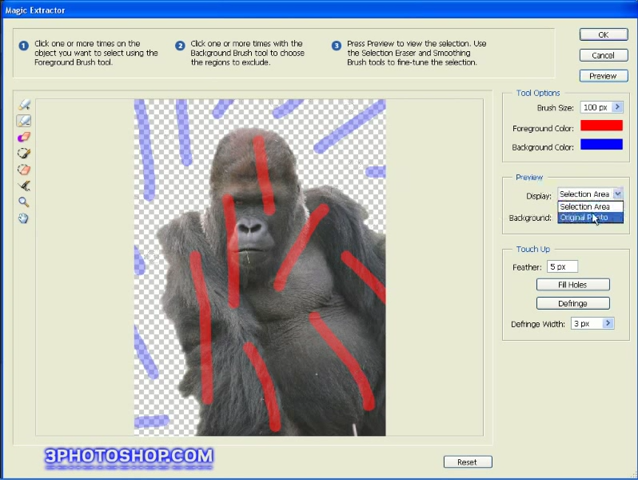 Magic Extractor
1 Click one or more times on the
object you want to select using the
Foreground Brush tool.
2 Click one or more times with the
Background Brush tool to choose
the regions to exclude.
3 Press Preview to view the selection. Use
the Selection Eraser and Smoothing
Brush tools to fine-tune the selection.
OK
Cancel
Preview
Tool Options
Brush Size: 100 px
Foreground Color:
Background Color:
Preview
Display: Selection Area
Selection Area
Background: Original Photo
Touch Up
Feather: 5 px
Fill Holes
Defringe
Defringe Width: 3 px
Reset
3PHOTOSHOP.COM